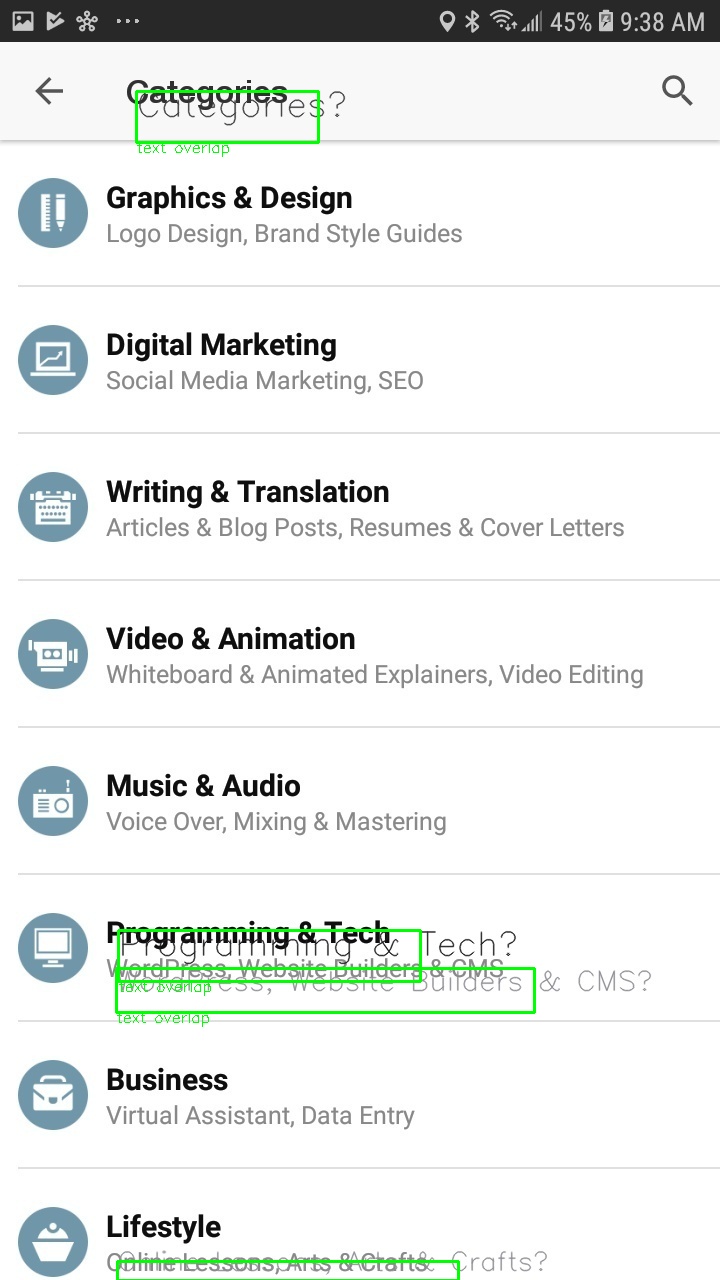 45% 9:38 AM
Categories
Categories?
text overlap
Graphics & Design
Logo Design, Brand Style Guides
Digital Marketing
Social Media Marketing, SEO
Writing & Translation
Articles & Blog Posts, Resumes & Cover Letters
Video & Animation
Whiteboard & Animated Explainers, Video Editing
Music & Audio
Voice Over, Mixing & Mastering
Programming & Tech
Programming & Tech?
WordPress, Website Builders & CMS
WordPress, Website Builders & CMS?
text overlap
text overlap
Business
Virtual Assistant, Data Entry
Lifestyle
Online Lessons, Arts & Crafts
Online Lessons, Arts & Crafts?